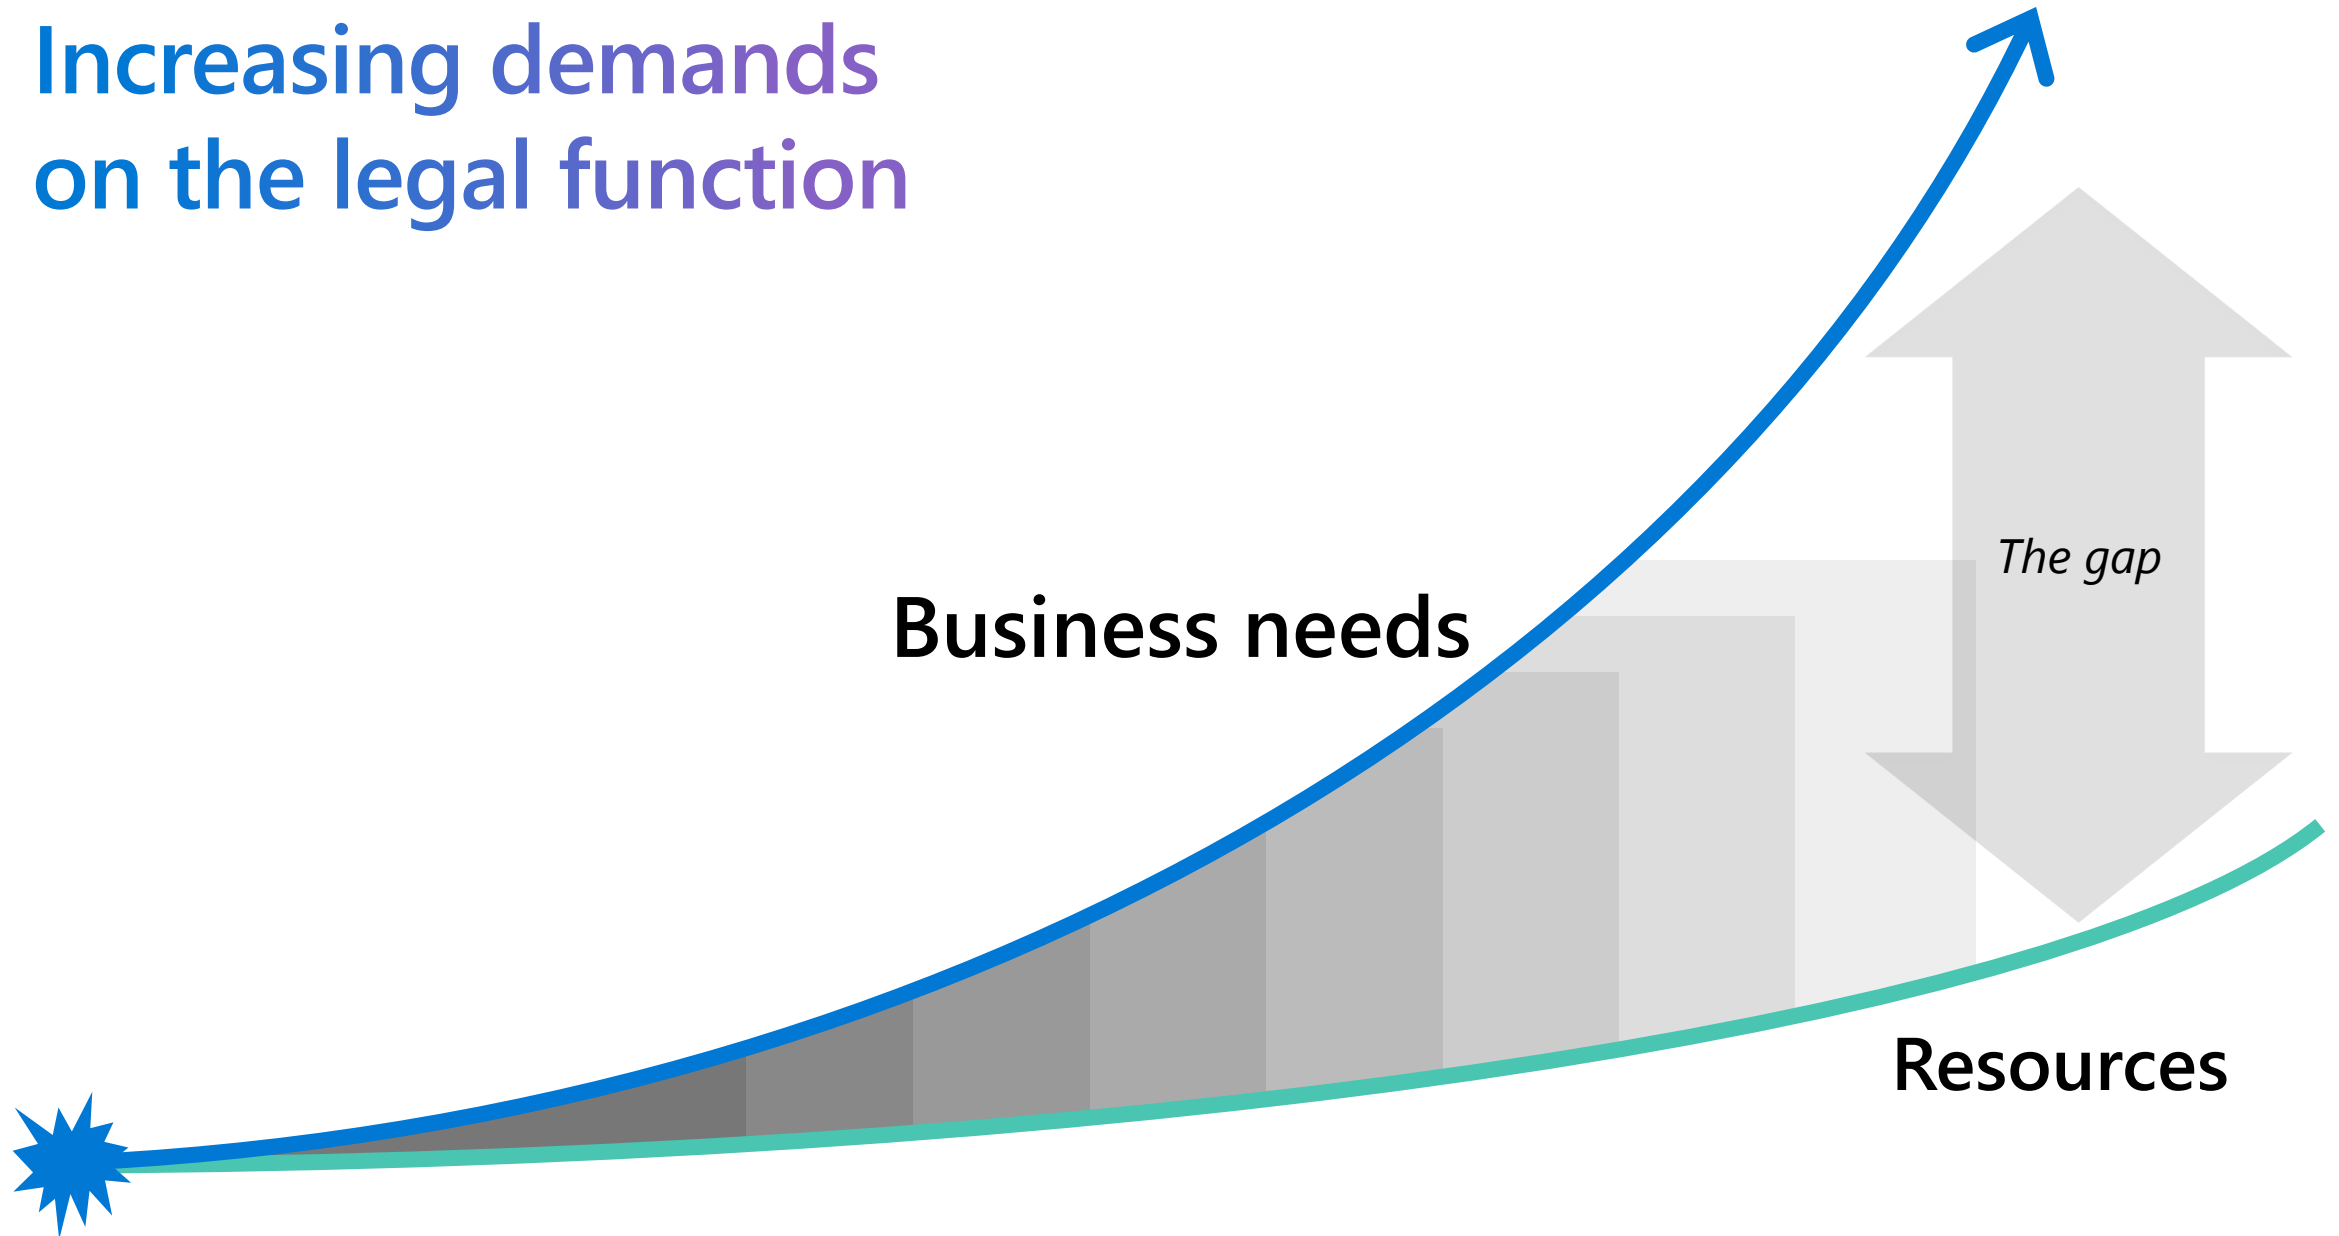 Increasing demands
on the legal function
The gap
Business needs
Resources